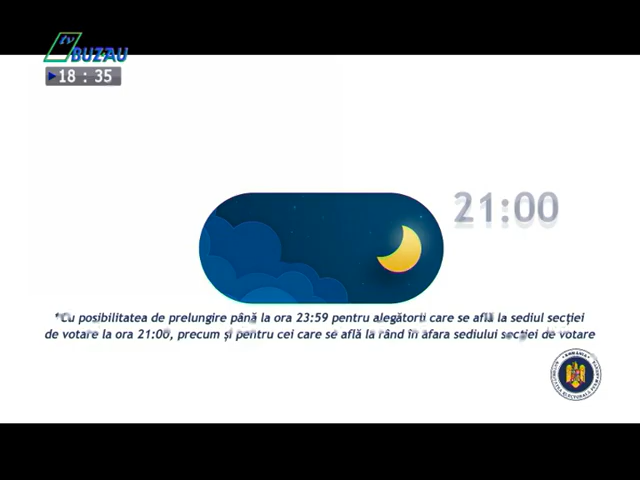 tv
BUZAU
18 : 35
21:00
*Cu posibilitatea de prelungire până la ora 23:59 pentru alegătorii care se află la sediul secției
de votare la ora 21:00, precum și pentru cei care se află la rând în afara sediului secției de votare